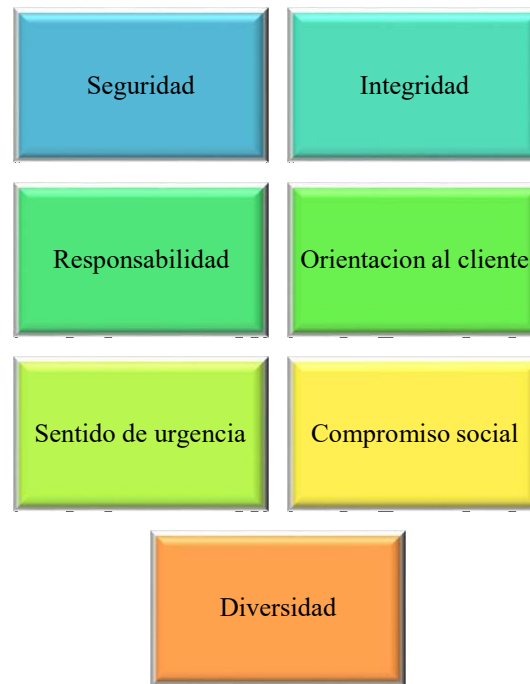 Seguridad
Integridad
Responsabilidad
Orientacion al cliente
Sentido de urgencia
Compromiso social
Diversidad